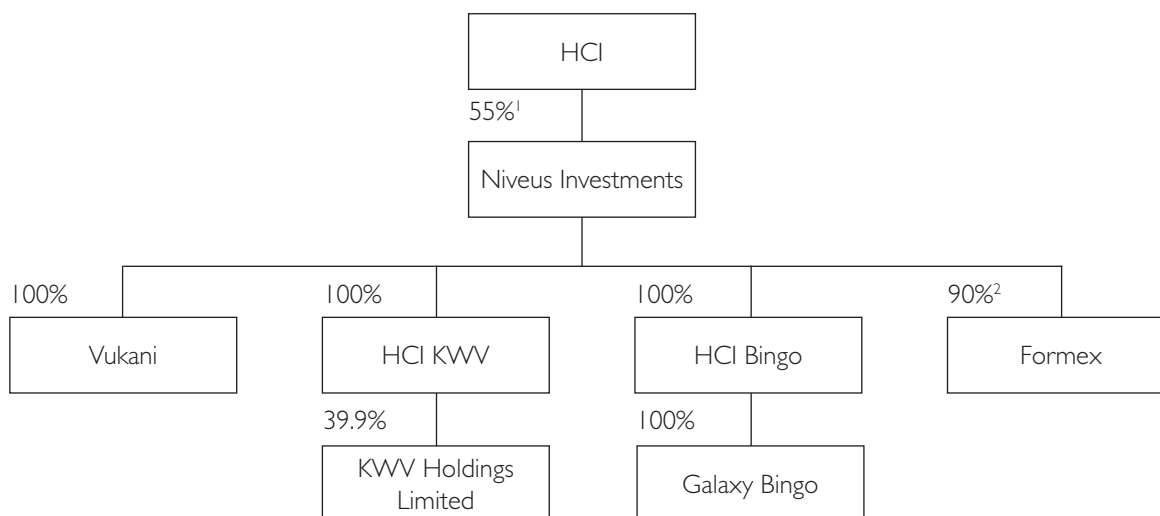 HCI
55%¹
Niveus Investments
100%
100%
100%
90%²
Vukani
HCI KWV
HCI Bingo
Formex
39.9%
100%
KWV Holdings
Limited
Galaxy Bingo